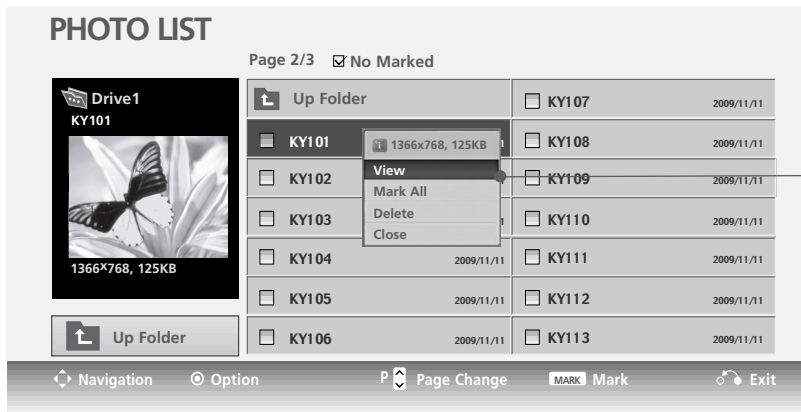 PHOTO LIST
Page 2/3 No Marked
Drive1
KY101
1366x768, 125KB
Up Folder
Up Folder
KY101
KY102
KY103
KY104 2009/11/11
KY105 2009/11/11
KY106 2009/11/11
1366x768, 125KB
View
Mark All
Delete
Close
KY107 2009/11/11
KY108 2009/11/11
KY109 2009/11/11
KY110 2009/11/11
KY111 2009/11/11
KY112 2009/11/11
KY113 2009/11/11
Navigation Option P Page Change MARK Mark Exit